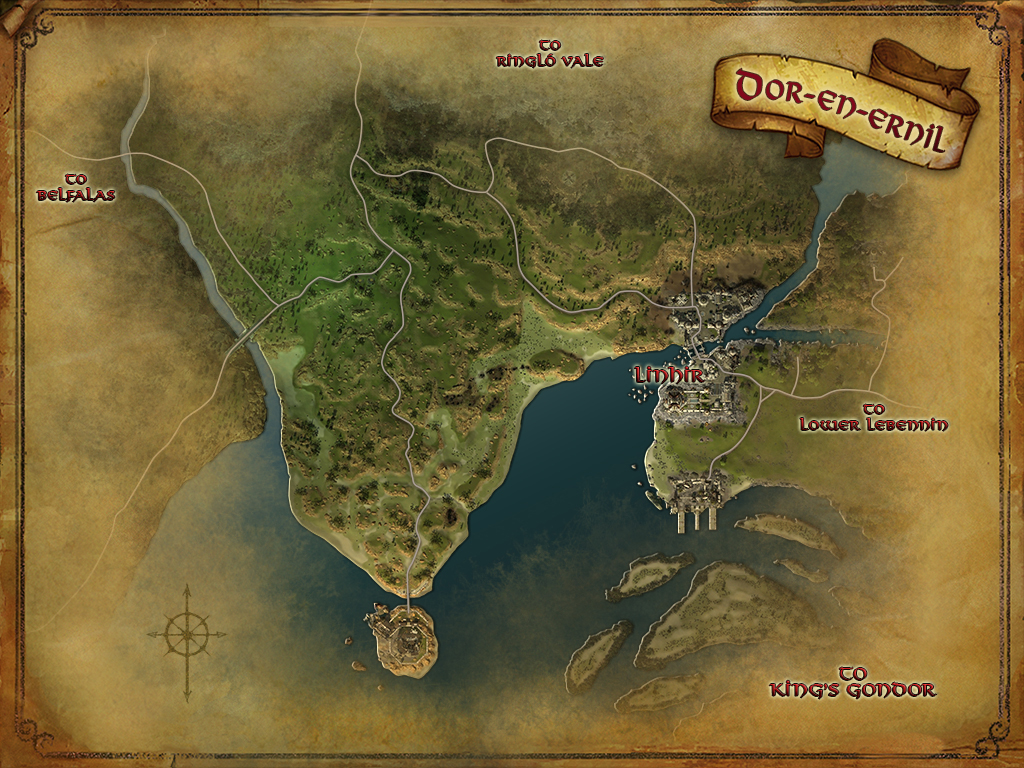 TO
RINGLÓ VALE
DOR-EN-ERNIL
TO
BELFALAS
LINHIR
TO
LOWER LEBENNIN
TO
KING'S GONDOR